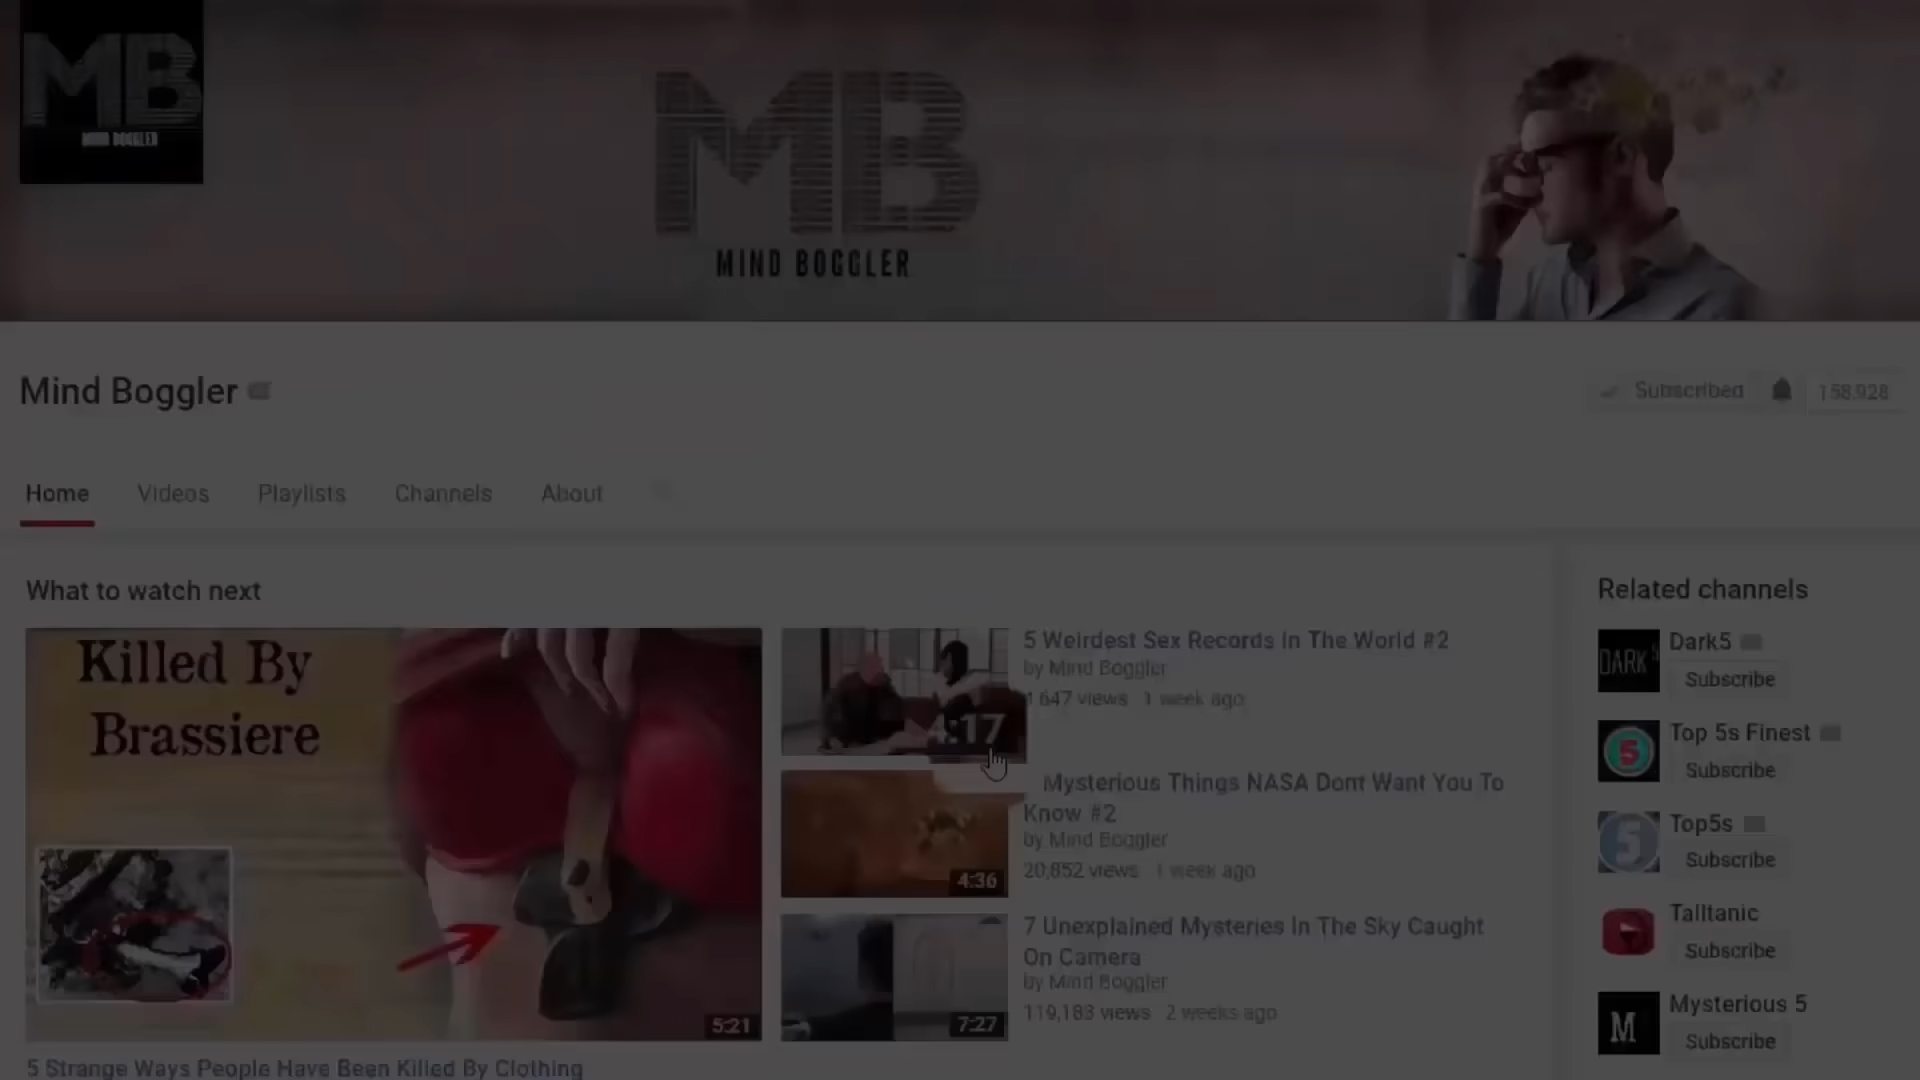 MB
MIND BOGGLER
MB
MIND BOGGLER
Mind Boggler
Subscribed 158,928
Home Videos Playlists Channels About
What to watch next
Killed By
Brassiere
5:21
5 Strange Ways People Have Been Killed By Clothing
4:17
5 Weirdest Sex Records In The World #2
by Mind Boggler
647 views 1 week ago
4:36
Mysterious Things NASA Dont Want You To
Know #2
by Mind Boggler
20,852 views 1 week ago
7:27
7 Unexplained Mysteries In The Sky Caught
On Camera
by Mind Boggler
119,183 views 2 weeks ago
Related channels
DARK 5
Dark5
Subscribe
5
Top 5s Finest
Subscribe
5
Top5s
Subscribe
Talltanic
Subscribe
M
Mysterious 5
Subscribe